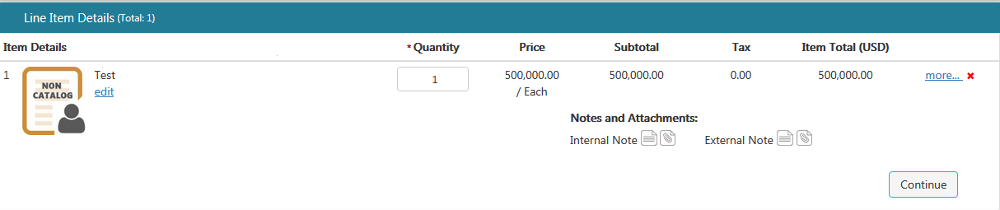 Line Item Details (Total: 1)
Item Details * Quantity Price Subtotal Tax Item Total (USD)
1 NON CATALOG Test 1 500,000.00 500,000.00 0.00 500,000.00 more...
edit / Each
Notes and Attachments:
Internal Note External Note
Continue